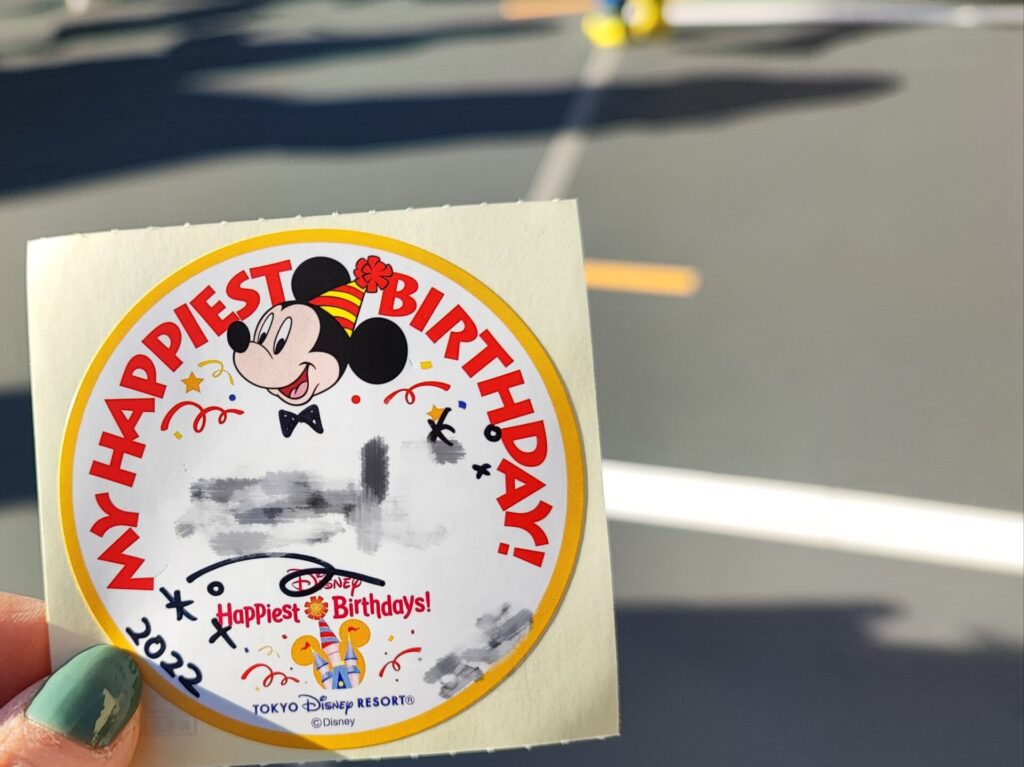 MY HAPPIEST BIRTHDAY!
Disney
Happiest Birthdays!
2022
TOKYO Disney RESORT®
©Disney